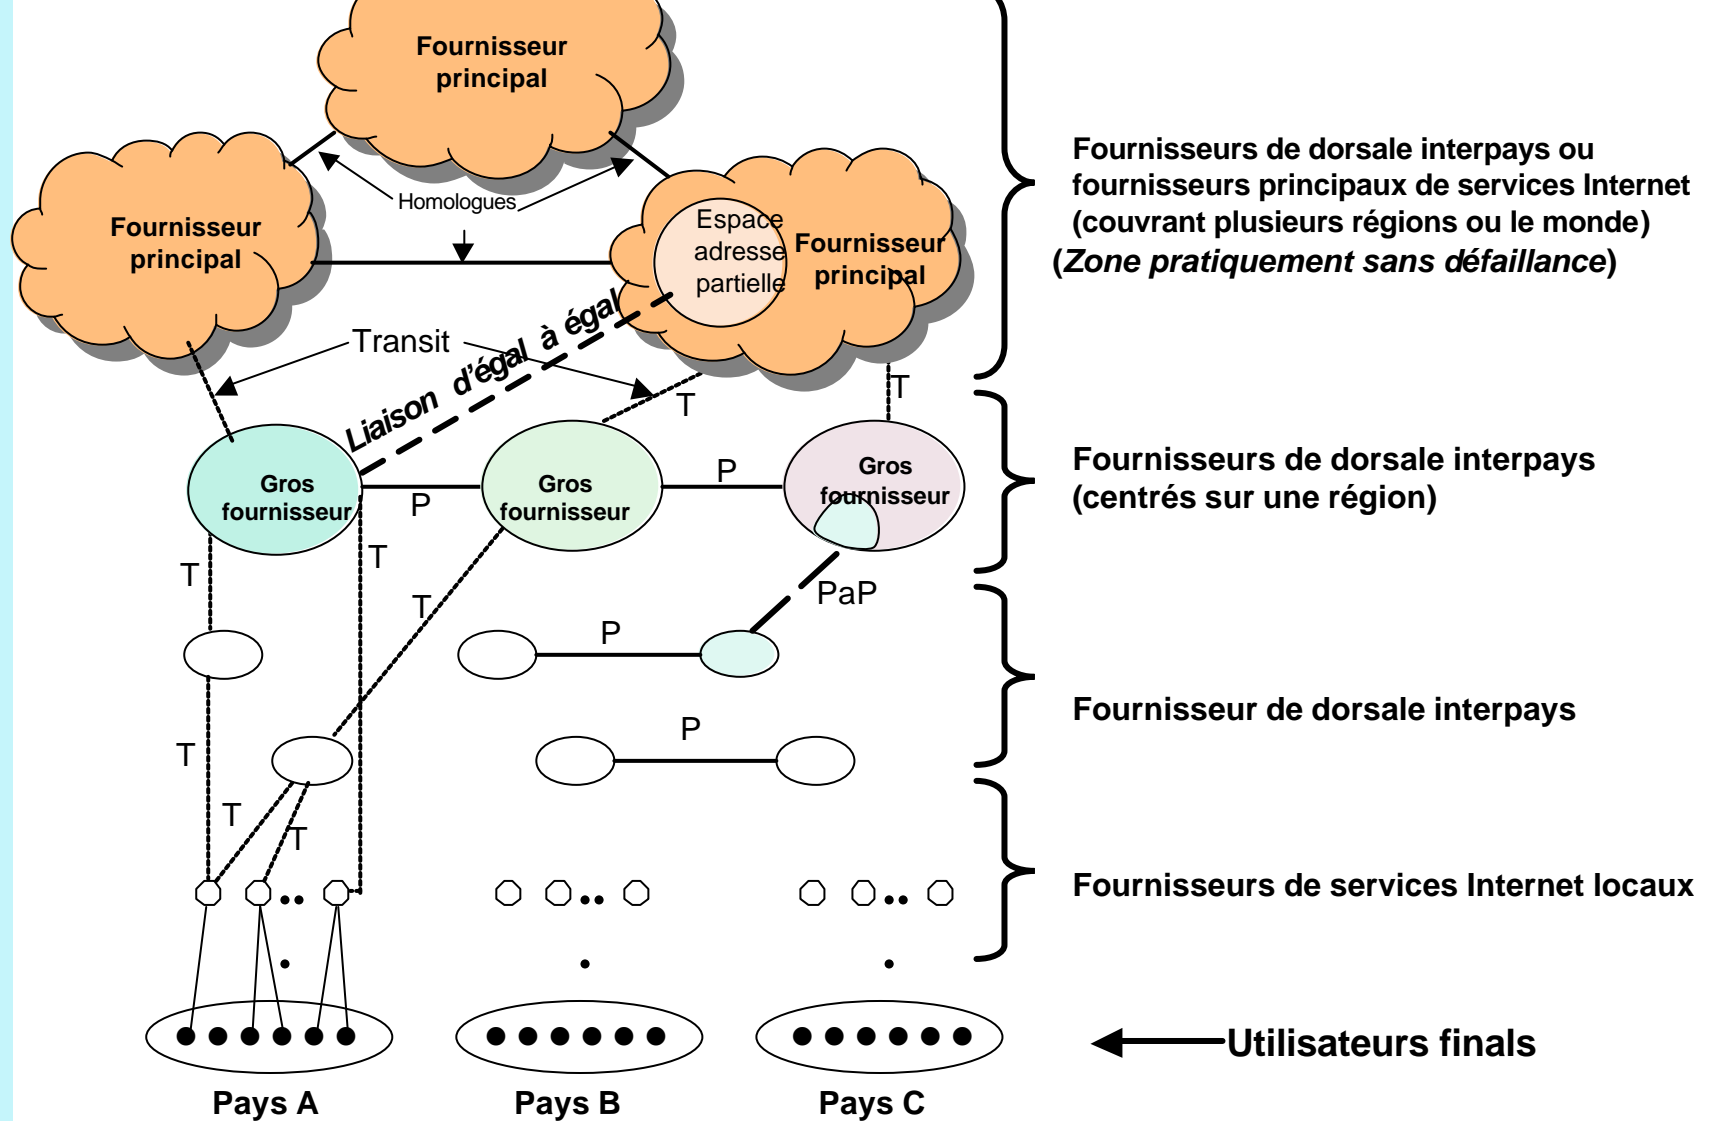 Fournisseur
principal
Fournisseurs de dorsale interpays ou
fournisseurs principaux de services Internet
(couvrant plusieurs régions ou le monde)
(Zone pratiquement sans défaillance)
Homologues
Fournisseur
principal
Espace
adresse
partielle
Fournisseur
principal
Transit
Liaison d'égal à égal
T
T
Gros
fournisseur
P
Gros
fournisseur
P
Gros
fournisseur
Fournisseurs de dorsale interpays
(centrés sur une région)
T
T
T
PaP
P
Fournisseur de dorsale interpays
T
P
T
T
Fournisseurs de services Internet locaux
Utilisateurs finals
Pays A
Pays B
Pays C